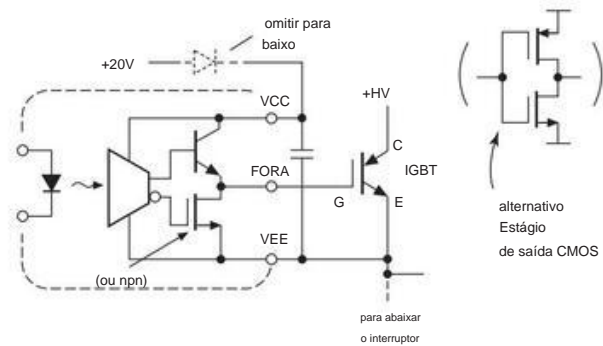 omitir para
baixo
+20V
VCC
+HV
C
IGBT
FORA
G
E
VEE
(ou npn)
para abaixar
o interruptor
alternativo
Estágio
de saída CMOS